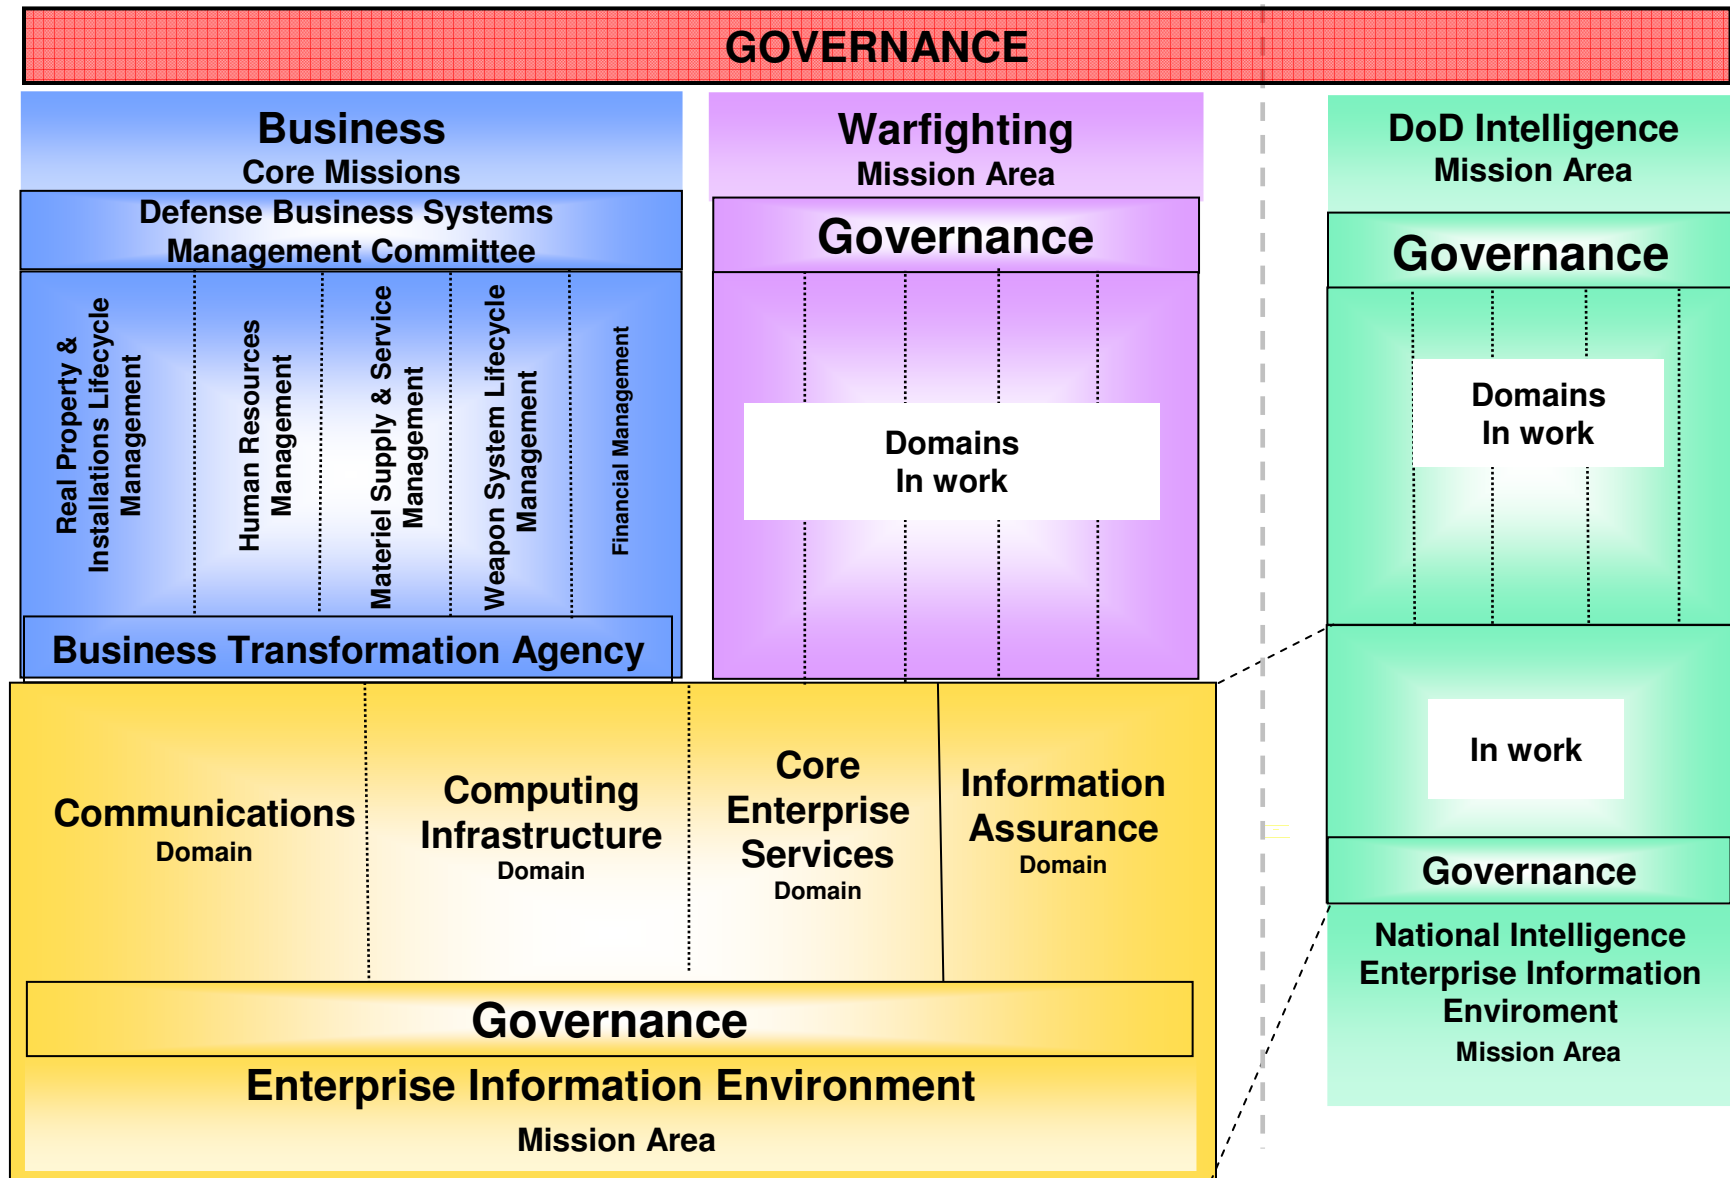 GOVERNANCE
Business
Core Missions
Defense Business Systems
Management Committee
Real Property &
Installations Lifecycle
Management
Human Resources
Management
Materiel Supply & Service
Management
Weapon System Lifecycle
Management
Financial Management
Business Transformation Agency
Warfighting
Mission Area
Governance
Domains
In work
DoD Intelligence
Mission Area
Governance
Domains
In work
In work
Governance
National Intelligence
Enterprise Information
Enviroment
Mission Area
Communications
Domain
Computing
Infrastructure
Domain
Core
Enterprise
Services
Domain
Information
Assurance
Domain
Governance
Enterprise Information Environment
Mission Area